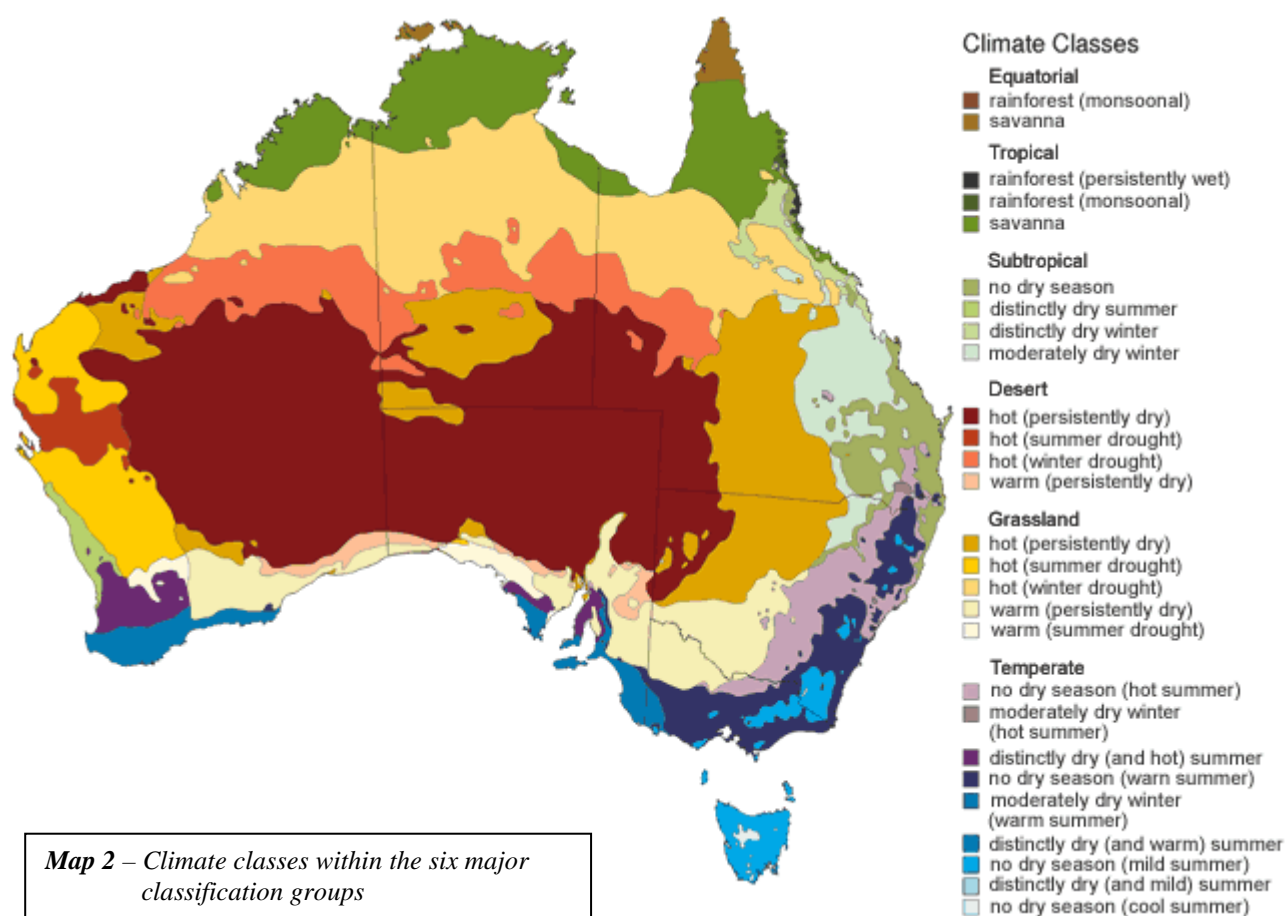 Climate Classes
Equatorial
rainforest (monsoonal)
savanna
Tropical
rainforest (persistently wet)
rainforest (monsoonal)
savanna
Subtropical
no dry season
distinctly dry summer
distinctly dry winter
moderately dry winter
Desert
hot (persistently dry)
hot (summer drought)
hot (winter drought)
warm (persistently dry)
Grassland
hot (persistently dry)
hot (summer drought)
hot (winter drought)
warm (persistently dry)
warm (summer drought)
Temperate
no dry season (hot summer)
moderately dry winter
(hot summer)
distinctly dry (and hot) summer
no dry season (warn summer)
moderately dry winter
(warm summer)
distinctly dry (and warm) summer
no dry season (mild summer)
distinctly dry (and mild) summer
no dry season (cool summer)
Map 2 – Climate classes within the six major
classification groups